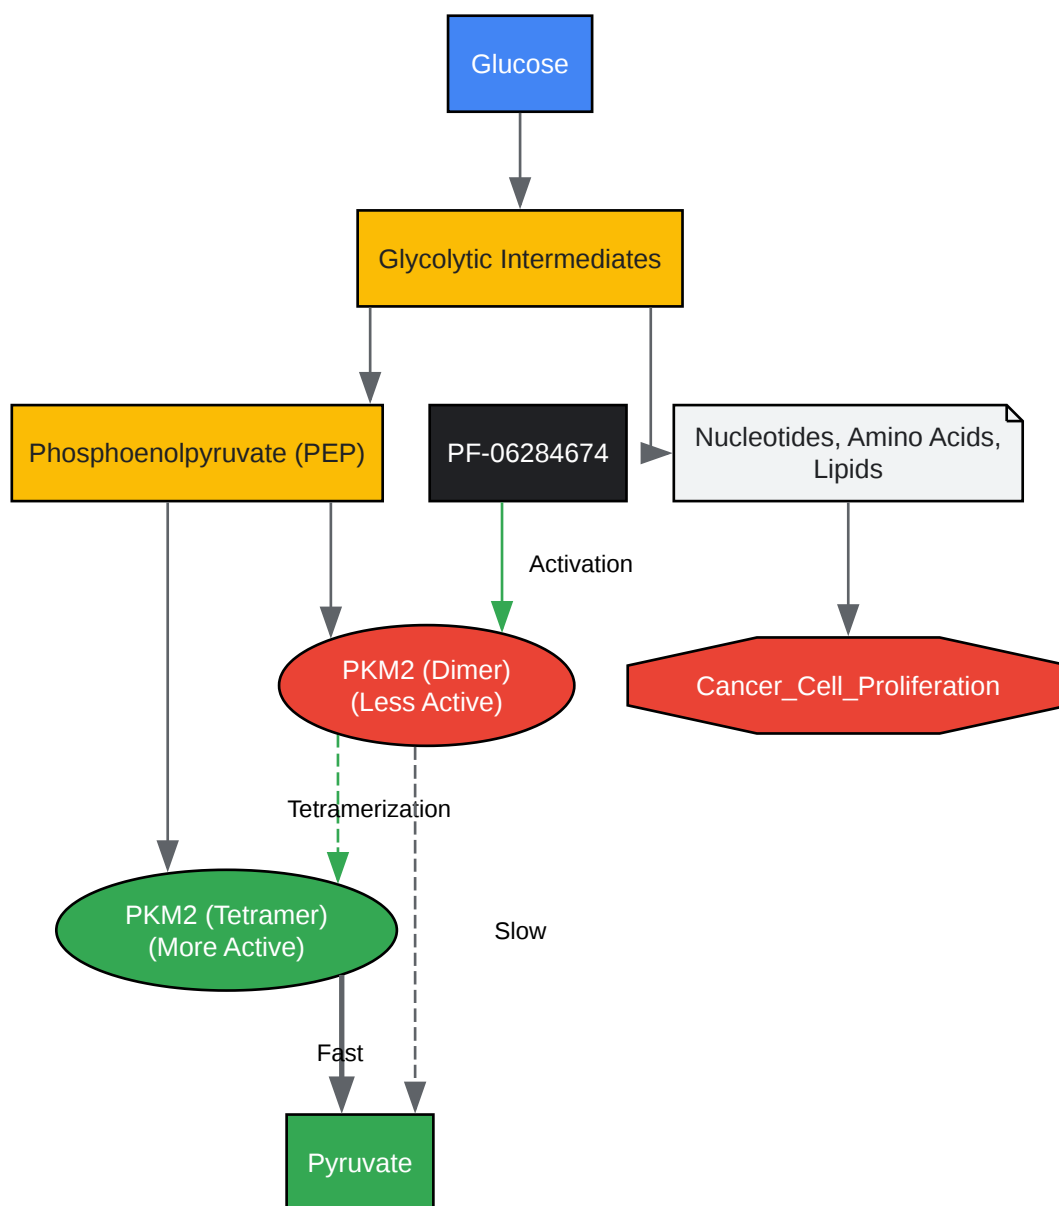 Glucose
Glycolytic Intermediates
Phosphoenolpyruvate (PEP)
PF-06284674
Nucleotides, Amino Acids,
Lipids
Activation
PKM2 (Dimer)
(Less Active)
Cancer_Cell_Proliferation
Tetramerization
PKM2 (Tetramer)
(More Active)
Slow
Fast
Pyruvate